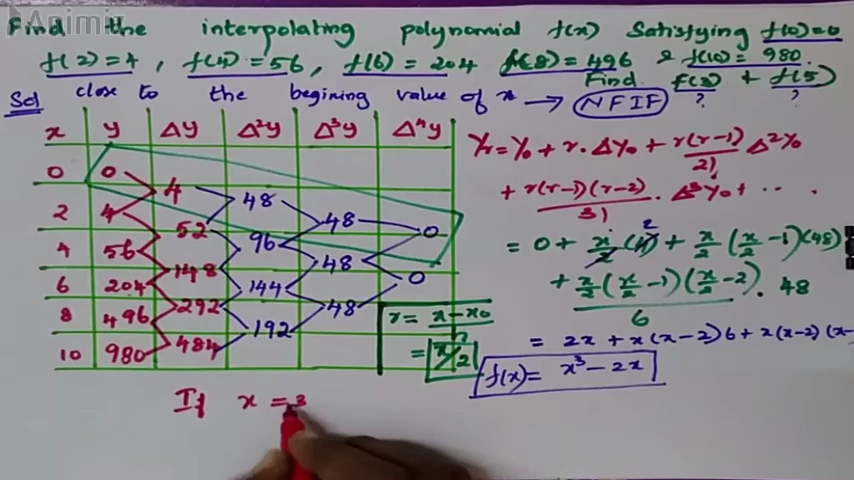 Animiz
Find the interpolating polynomial f(x) Satisfying f(0)=0
f(2)=4, f(4)=56, f(6)=204 f(8)=496 & f(10)=980.
Find f(3) + f(5)
? ?
Sol close to the begining value of x → NFIF
x y Δy Δ²y Δ³y Δ⁴y
0 0
4
48
2 4 48
52 0
96
4 56 48
148 0
144
6 204 48
292
192
8 496
484
10 980
Yr = Y0 + r. ΔY0 + r(r-1)/2! Δ²Y0
+ r(r-1)(r-2)/3! . Δ³Y0 + .. .
= 0 + x/2 (4) 2 + x/2 (x/2 -1)(48)
+ x/2 (x/2 -1)(x/2 -2)/6 . 48
r = x-x0/h
= x/2
= 2x + x(x-2)6 + x(x-2)(x-
f(x) = x³ - 2x
If x = 3